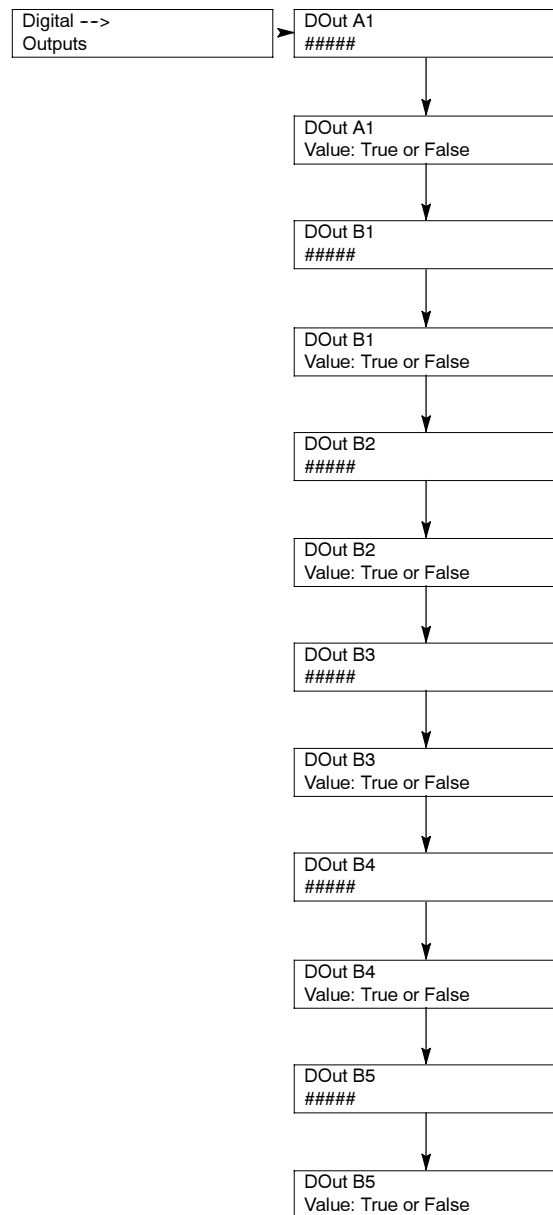 Digital -->
Outputs
DOut A1
#####
DOut A1
Value: True or False
DOut B1
#####
DOut B1
Value: True or False
DOut B2
#####
DOut B2
Value: True or False
DOut B3
#####
DOut B3
Value: True or False
DOut B4
#####
DOut B4
Value: True or False
DOut B5
#####
DOut B5
Value: True or False